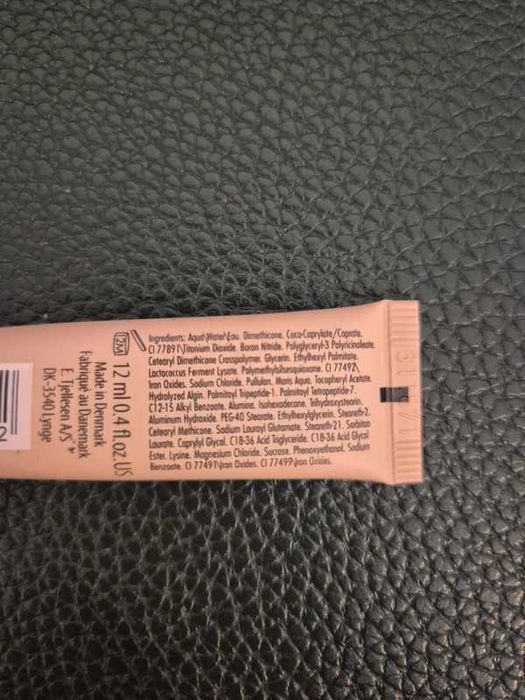 Ingredients: Aqua\Water\Eau. Dimethicone. Coco-Caprylate/Caprate.
CI 77891\Titanium Dioxide. Boron Nitride. Polyglyceryl-3 Polyricinoleate.
Cetearyl Dimethicone Crosspolymer. Glycerin. Ethylhexyl Palmitate.
Lactococcus Ferment Lysate. Polymethylsilsesquioxane. CI 77492\
Iron Oxides. Sodium Chloride. Pullulan. Maris Aqua. Tocopheryl Acetate.
Hydrolyzed Algin. Palmitoyl Tripeptide-1. Palmitoyl Tetrapeptide-7.
C12-15 Alkyl Benzoate. Alumina. Isohexadecane. Trihydroxystearin.
Aluminum Hydroxide. PEG-40 Stearate. Ethylhexylglycerin. Steareth-2.
Cetearyl Methicone. Sodium Lauroyl Glutamate. Steareth-21. Sorbitan
Laurate. Caprylyl Glycol. C18-36 Acid Triglyceride. C18-36 Acid Glycol
Ester. Lysine. Magnesium Chloride. Sucrose. Phenoxyethanol. Sodium
Benzoate. CI 77491\Iron Oxides. CI 77499\Iron Oxides.
12M
12 ml 0.4 fl.oz.US
Made in Denmark
Fabriqué au Danemark
E. Tjellesen A/S
DK-3540 Lynge
2